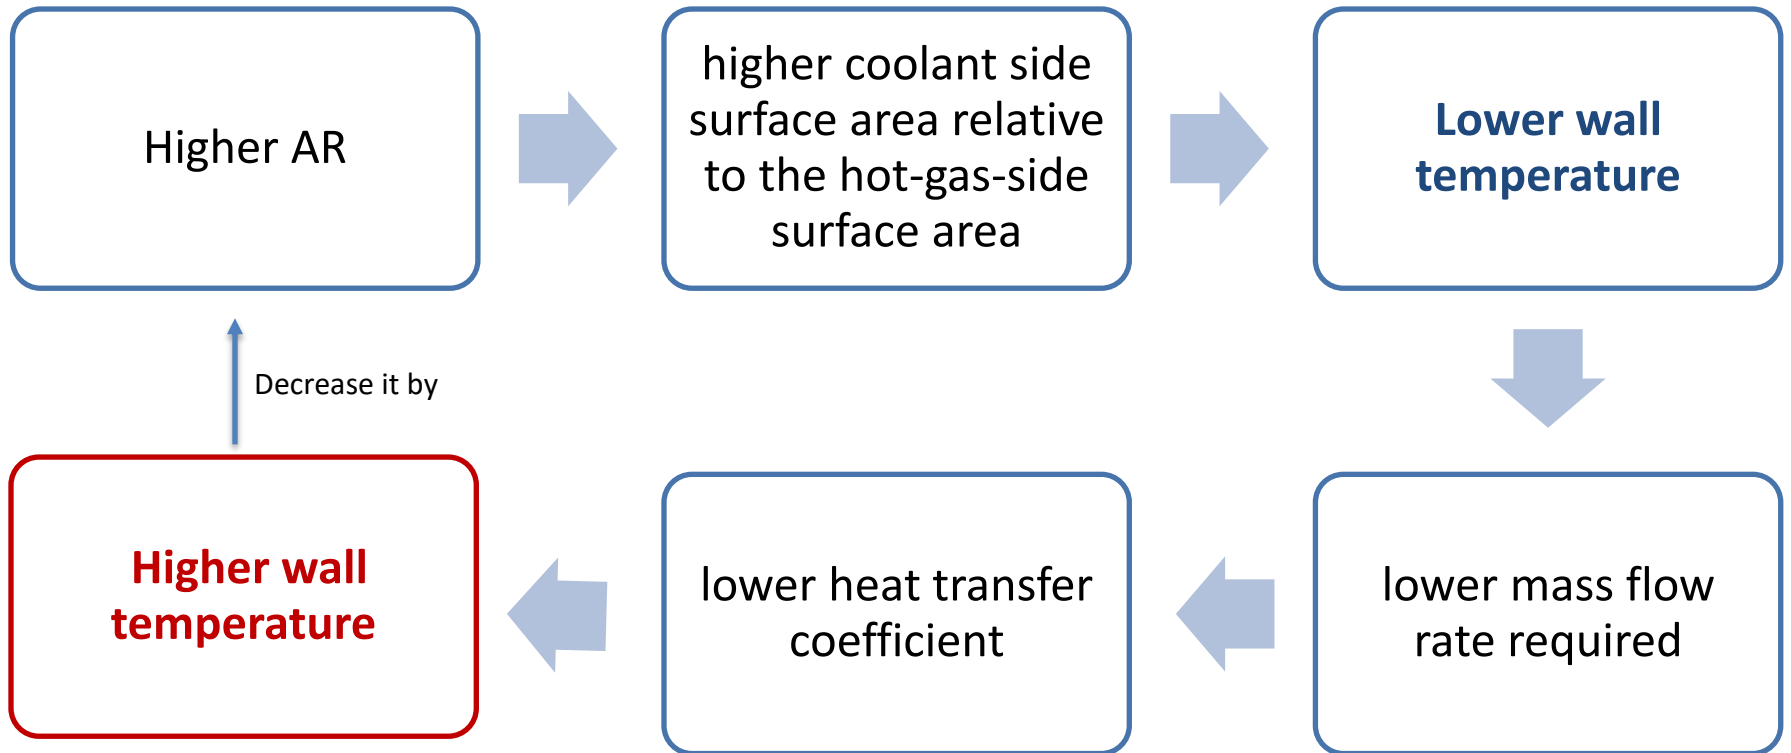 Higher AR
higher coolant side
surface area relative
to the hot-gas-side
surface area
Lower wall
temperature
Decrease it by
Higher wall
temperature
lower heat transfer
coefficient
lower mass flow
rate required